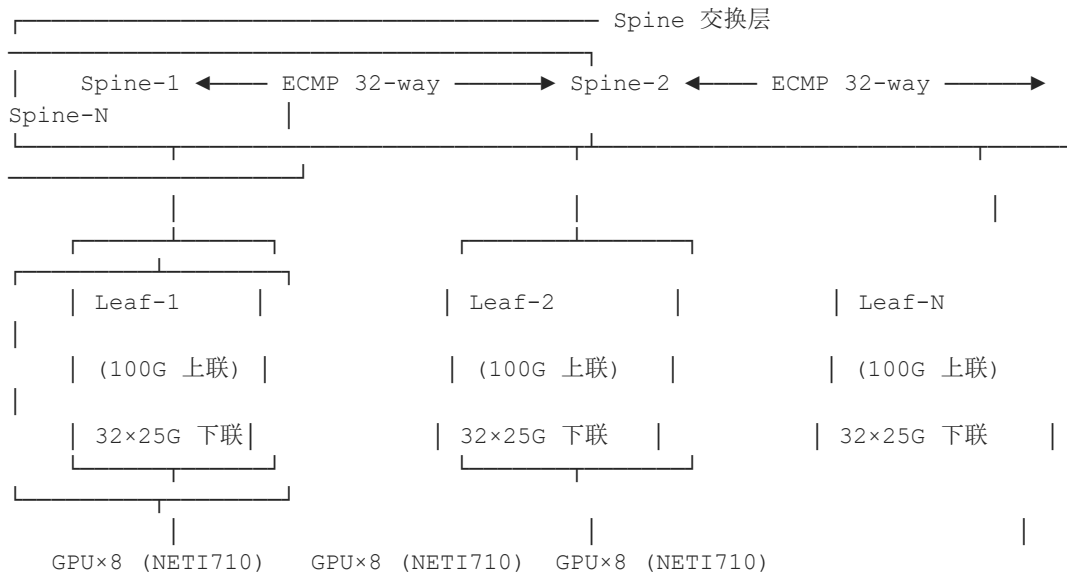 Spine 交换层
Spine-1 ◄──── ECMP 32-way ──────► Spine-2 ◄──── ECMP 32-way ──────►
Spine-N
Leaf-1 Leaf-2 Leaf-N
(100G 上联) (100G 上联) (100G 上联)
32×25G 下联 32×25G 下联 32×25G 下联
GPU×8 (NETI710) GPU×8 (NETI710) GPU×8 (NETI710)